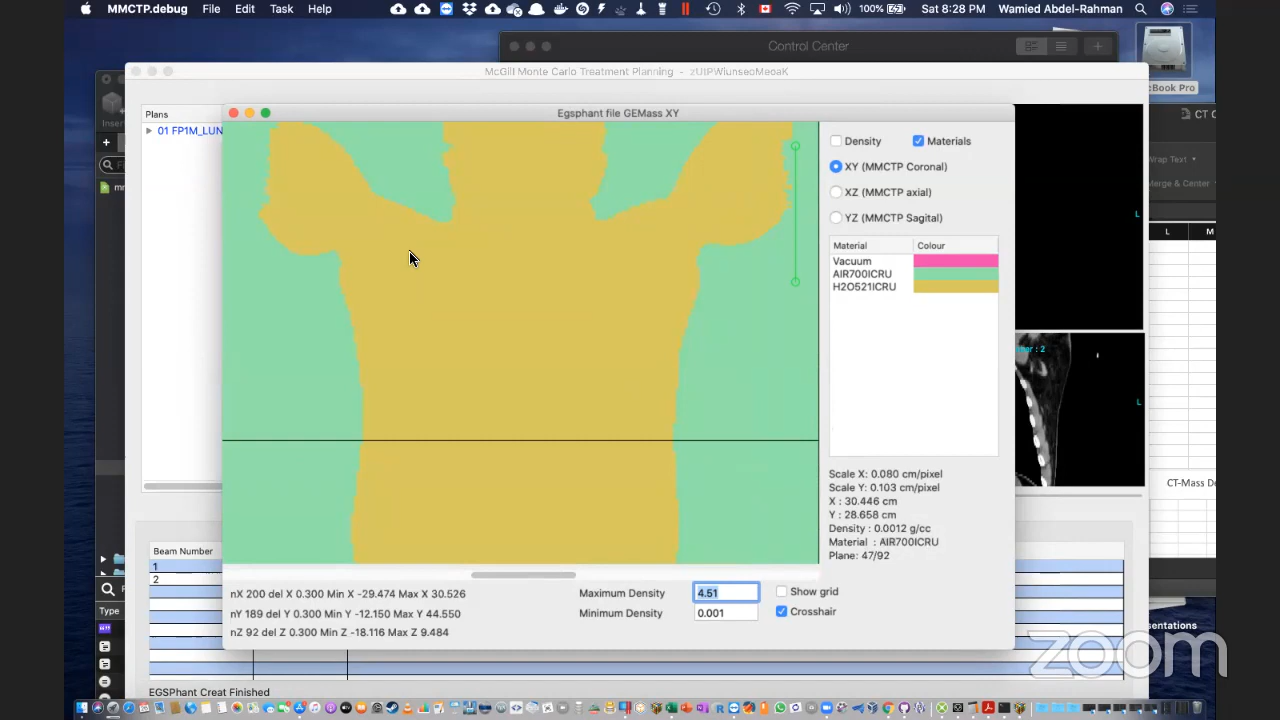 MMCTP.debug File Edit Task Help 100% Sat 8:28 PM Wamied Abdel-Rahman
Control Center
McGill Monte Carlo Treatment Planning - zUIPWiunseoMeoaK
Book Pro
Plans
Egsphant file GEMass XY
01 FP1M_LUN
Density Materials
XY (MMCTP Coronal)
XZ (MMCTP axial)
YZ (MMCTP Sagital)
Wrap Text
Merge & Center
L
L M
Material Colour
Vacuum
AIR700ICRU
H2O521ICRU
L
Scale X: 0.080 cm/pixel
Scale Y: 0.103 cm/pixel
X : 30.446 cm
Y : 28.658 cm
Density : 0.0012 g/cc
Material : AIR700ICRU
Plane: 47/92
CT-Mass De
Beam Number
1
2
nX 200 del X 0.300 Min X -29.474 Max X 30.526
nY 189 del Y 0.300 Min Y -12.150 Max Y 44.550
nZ 92 del Z 0.300 Min Z -18.116 Max Z 9.484
Maximum Density 4.51 Show grid
Minimum Density 0.001 Crosshair
Type
esentations
zoom
EGSPhant Creat Finished